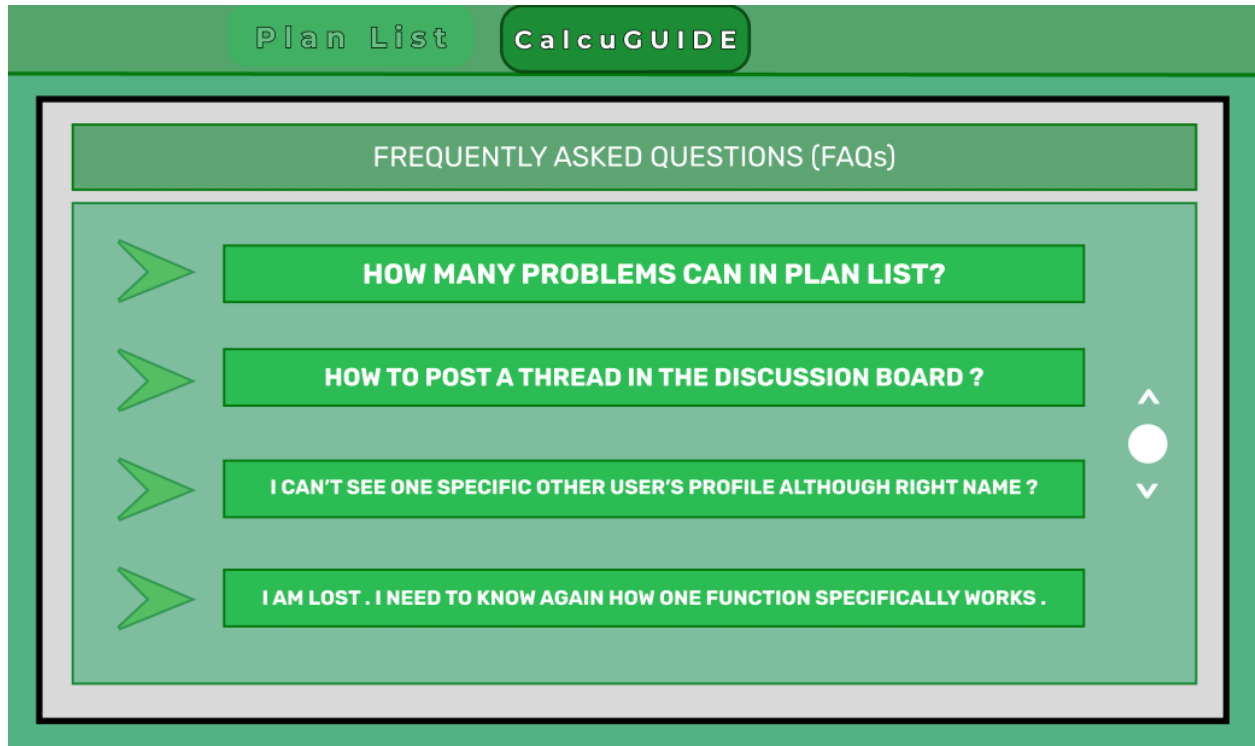 Plan List
CalcuGUIDE
FREQUENTLY ASKED QUESTIONS (FAQs)
HOW MANY PROBLEMS CAN IN PLAN LIST?
HOW TO POST A THREAD IN THE DISCUSSION BOARD ?
I CAN'T SEE ONE SPECIFIC OTHER USER'S PROFILE ALTHOUGH RIGHT NAME ?
I AM LOST . I NEED TO KNOW AGAIN HOW ONE FUNCTION SPECIFICALLY WORKS .